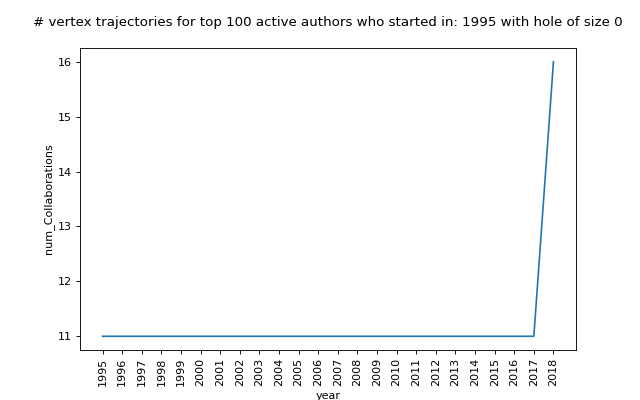 # vertex trajectories for top 100 active authors who started in: 1995 with hole of size 0
16
15
14
13
12
11
num_Collaborations
1995 1996 1997 1998 1999 2000 2001 2002 2003 2004 2005 2006 2007 2008 2009 2010 2011 2012 2013 2014 2015 2016 2017 2018
year